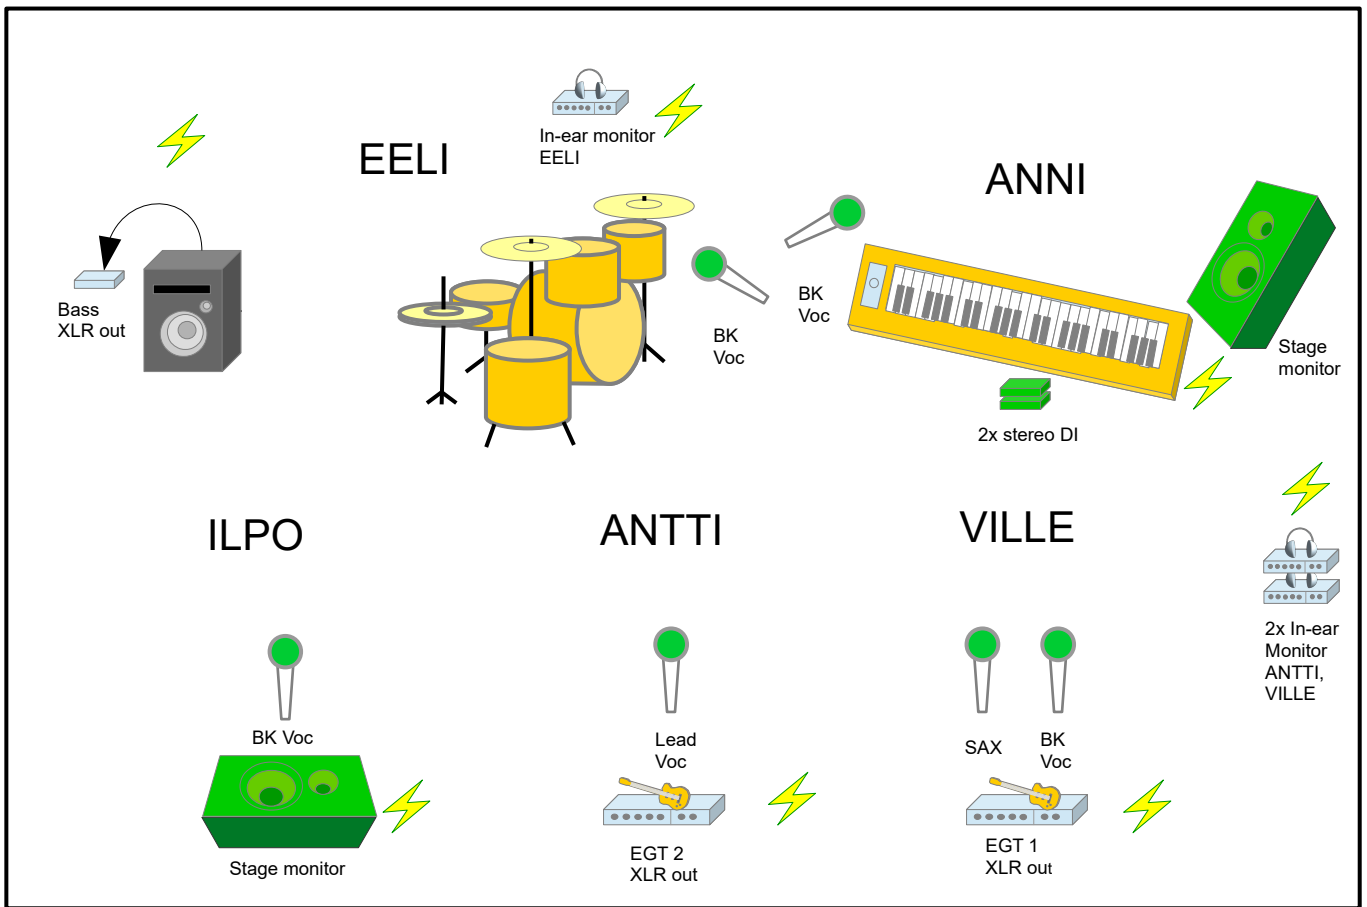 In-ear monitor
EELI
EELI
ANNI
Bass
XLR out
BK
Voc
BK
Voc
Stage
monitor
2x stereo DI
ILPO
ANTTI
VILLE
2x In-ear
Monitor
ANTTI,
VILLE
BK Voc
Lead
Voc
SAX
BK
Voc
Stage monitor
EGT 2
XLR out
EGT 1
XLR out